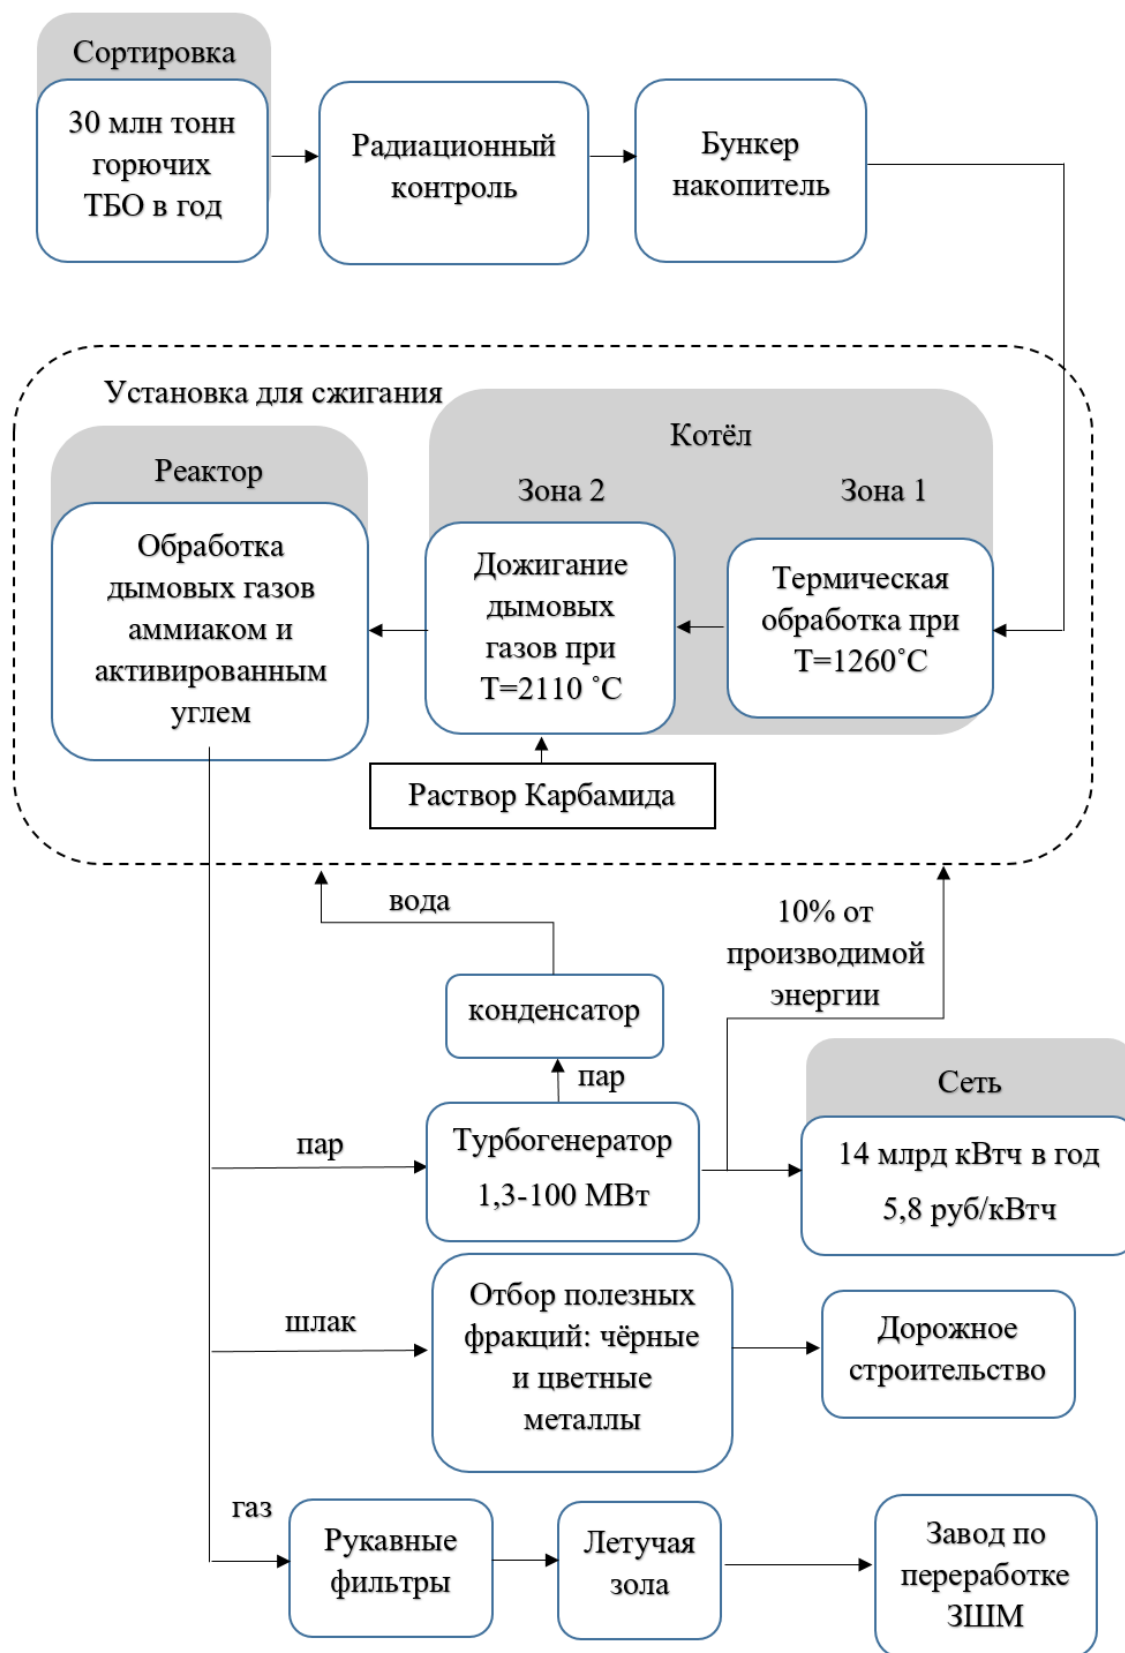 Сортировка
30 млн тонн
горючих
ТБО в год
Радиационный
контроль
Бункер
накопитель
Установка для сжигания
Котёл
Реактор
Зона 2
Зона 1
Обработка
дымовых газов
аммиаком и
активированным
углем
Дожигание
дымовых
газов при
T=2110 ˚C
Термическая
обработка при
T=1260˚C
Раствор Карбамида
вода
10% от
производимой
энергии
конденсатор
пар
Сеть
пар
Турбогенератор
1,3-100 МВт
14 млрд кВтч в год
5,8 руб/кВтч
шлак
Отбор полезных
фракций: чёрные
и цветные
металлы
Дорожное
строительство
газ
Рукавные
фильтры
Летучая
зола
Завод по
переработке
ЗШМ